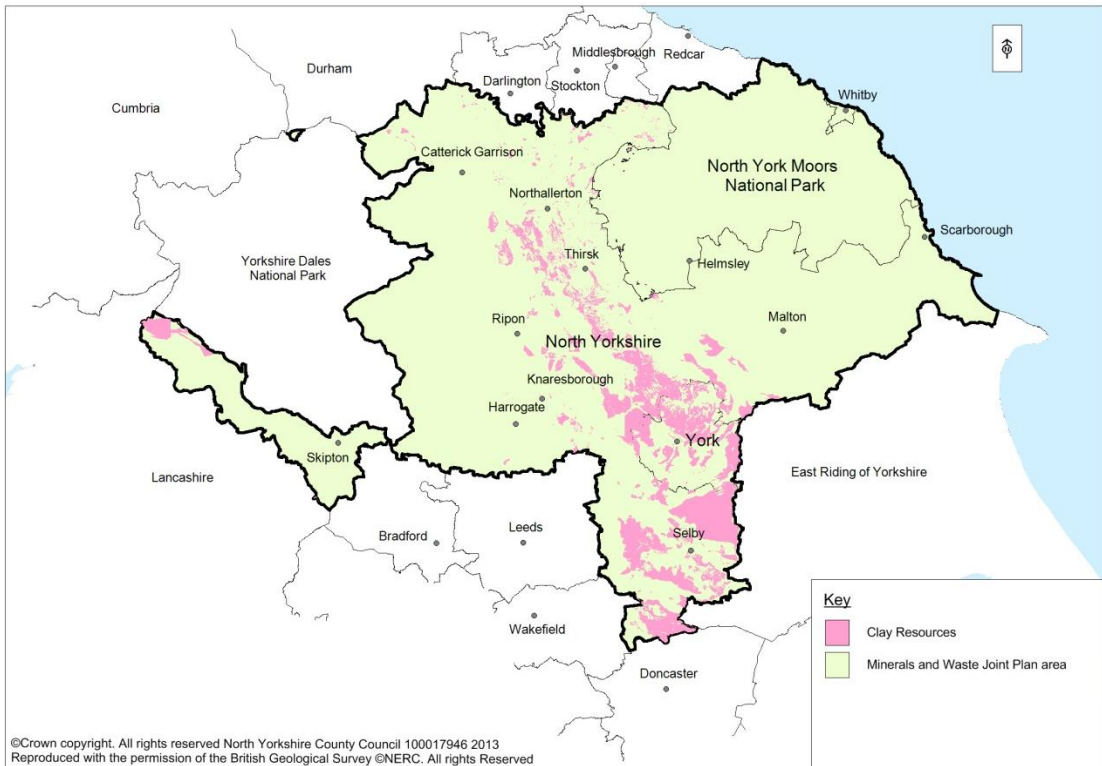 Durham
Middlesbrough
Redcar
Darlington
Stockton
Cumbria
Whitby
N
Catterick Garrison
North York Moors
National Park
Northallerton
Scarborough
Yorkshire Dales
National Park
Thirsk
Helmsley
Ripon
Malton
North Yorkshire
Knaresborough
Harrogate
York
Skipton
Lancashire
East Riding of Yorkshire
Bradford
Leeds
Selby
Wakefield
Doncaster
Key
Clay Resources
Minerals and Waste Joint Plan area
©Crown copyright. All rights reserved North Yorkshire County Council 100017946 2013
Reproduced with the permission of the British Geological Survey ©NERC. All rights Reserved